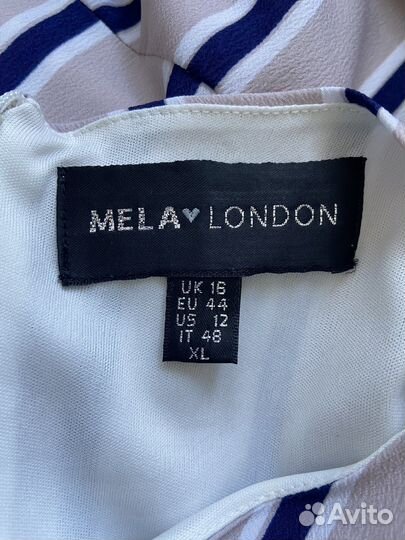 MELA♥LONDON
UK 16
EU 44
US 12
IT 48
XL
Avito